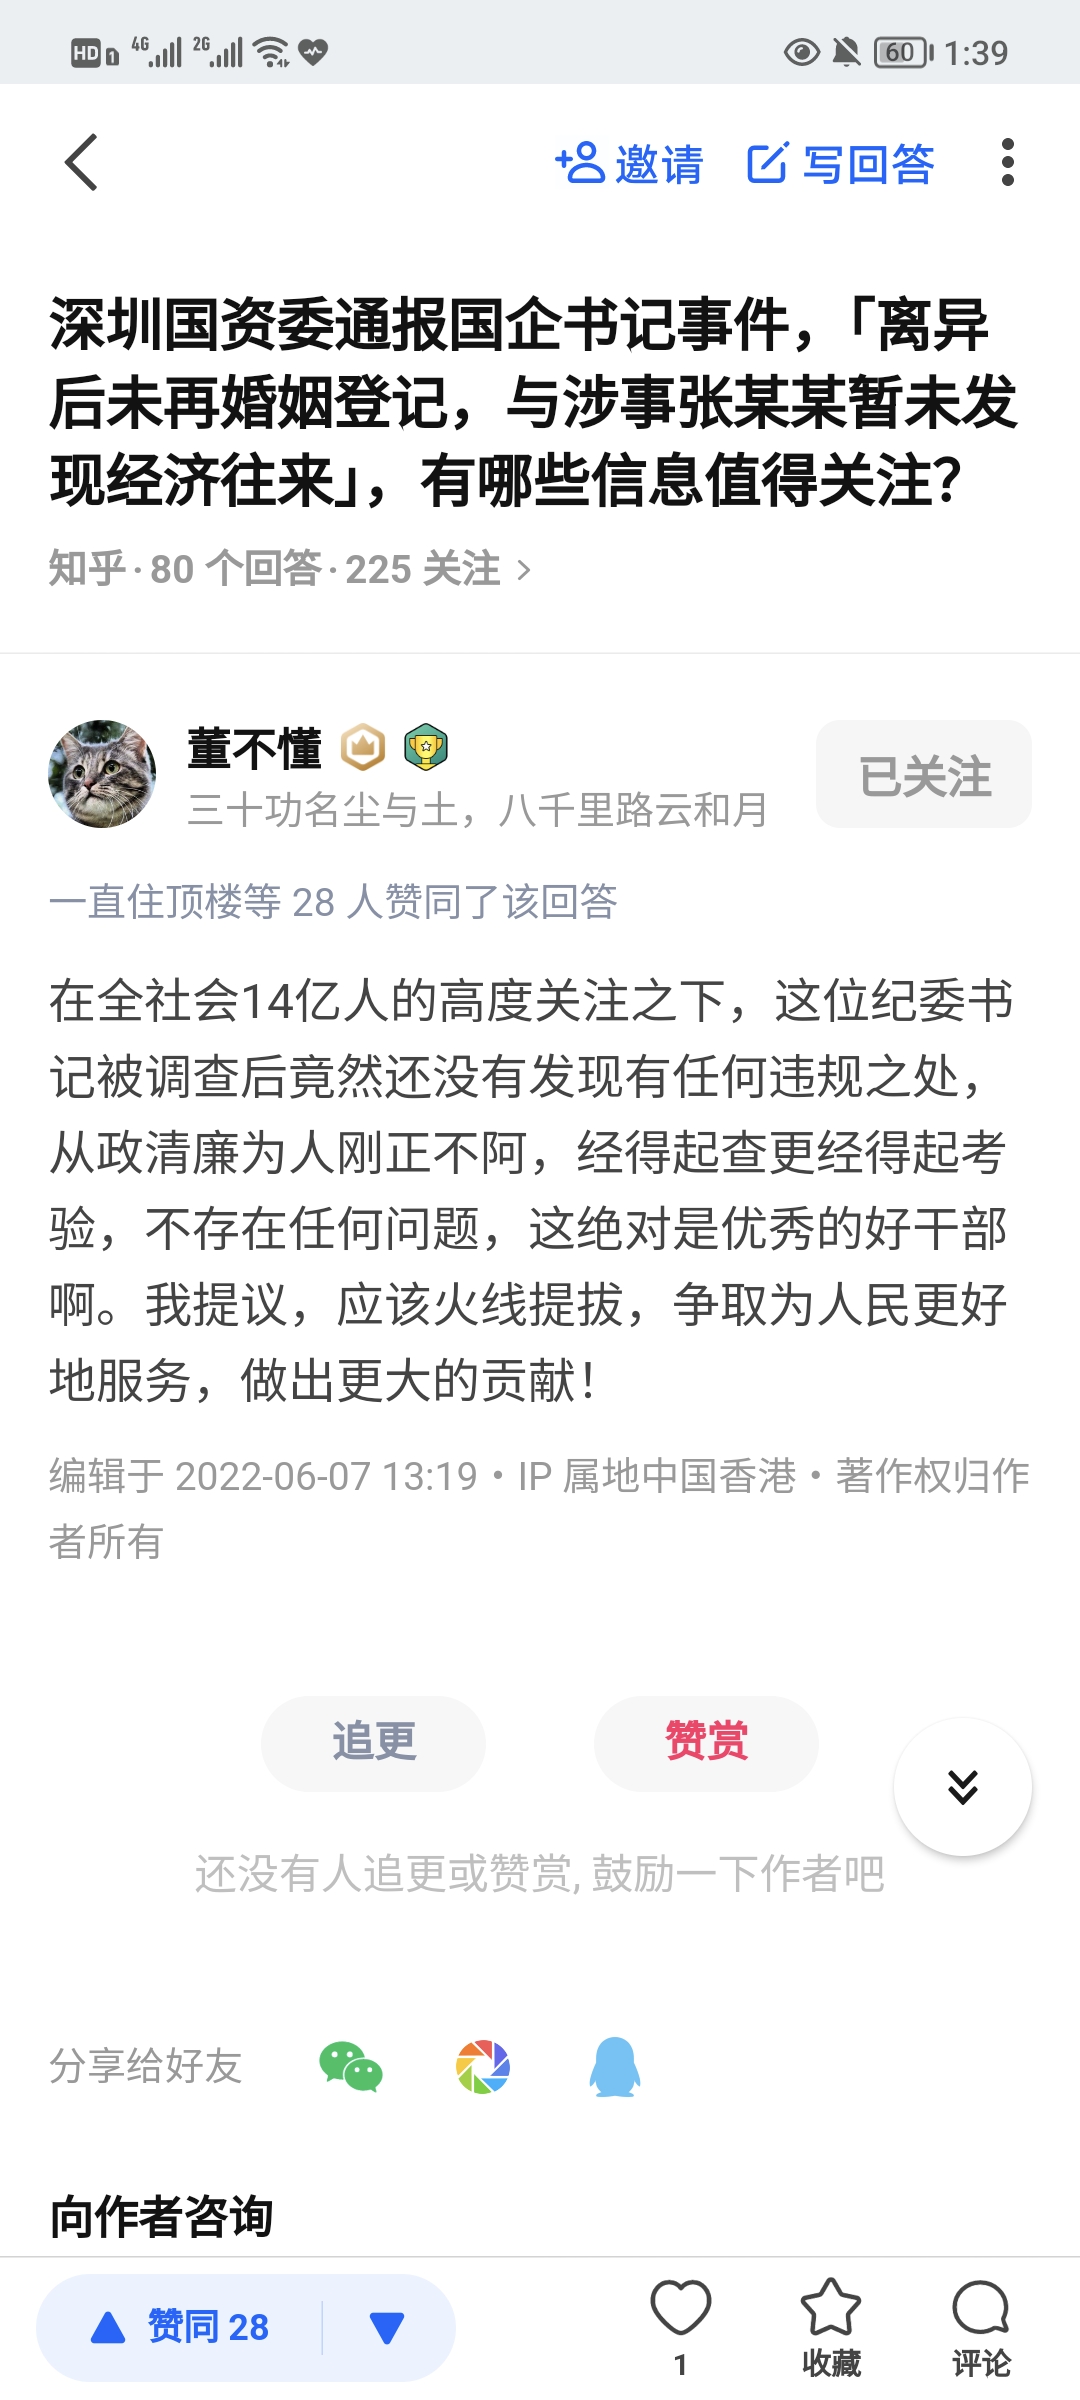 HD 1 4G 2G 60 1:39
邀请 写回答
深圳国资委通报国企书记事件，「离异
后未再婚姻登记，与涉事张某某暂未发
现经济往来」，有哪些信息值得关注？
知乎·80 个回答·225 关注 >
董不懂
已关注
三十功名尘与土，八千里路云和月
一直住顶楼等 28 人赞同了该回答
在全社会14亿人的高度关注之下，这位纪委书
记被调查后竟然还没有发现有任何违规之处，
从政清廉为人刚正不阿，经得起查更经得起考
验，不存在任何问题，这绝对是优秀的好干部
啊。我提议，应该火线提拔，争取为人民更好
地服务，做出更大的贡献！
编辑于 2022-06-07 13:19・IP 属地中国香港・著作权归作
者所有
追更 赞赏
还没有人追更或赞赏, 鼓励一下作者吧
分享给好友
向作者咨询
赞同 28
1 收藏 评论